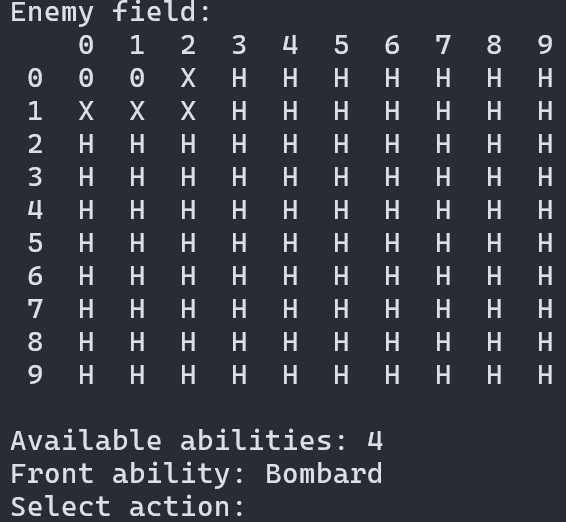 Enemy field:
0 1 2 3 4 5 6 7 8 9
0 0 0 X H H H H H H H
1 X X X H H H H H H H
2 H H H H H H H H H H
3 H H H H H H H H H H
4 H H H H H H H H H H
5 H H H H H H H H H H
6 H H H H H H H H H H
7 H H H H H H H H H H
8 H H H H H H H H H H
9 H H H H H H H H H H
Available abilities: 4
Front ability: Bombard
Select action: